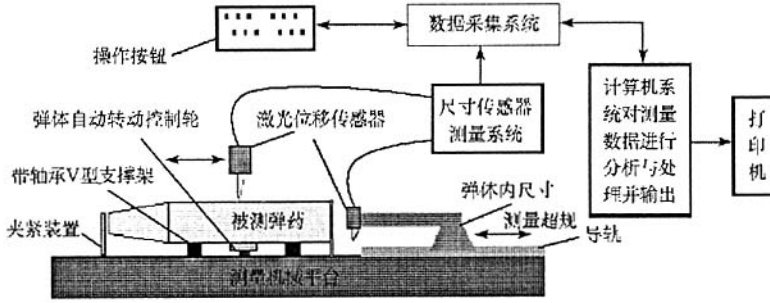 操作按钮
数据采集系统
弹体自动转动控制轮
激光位移传感器
尺寸传感器
测量系统
计算机系
统对测量
数据进行
分析与处
理并输出
打
印
机
带轴承V型支撑架
夹紧装置
被测弹药
弹体内尺寸
测量超规
导轨
测量机械平台